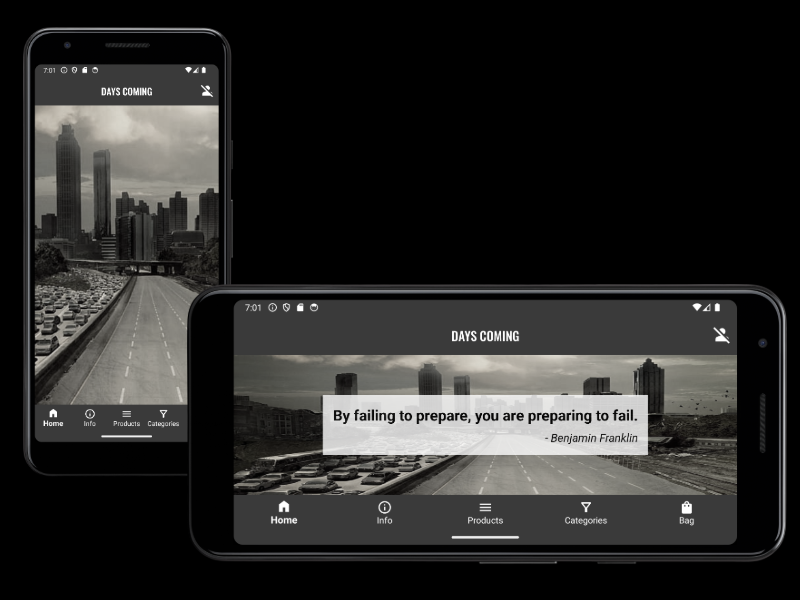 7:01
DAYS COMING
Home
Info
Products
Categories
7:01
DAYS COMING
By failing to prepare, you are preparing to fail.
- Benjamin Franklin
Home
Info
Products
Categories
Bag